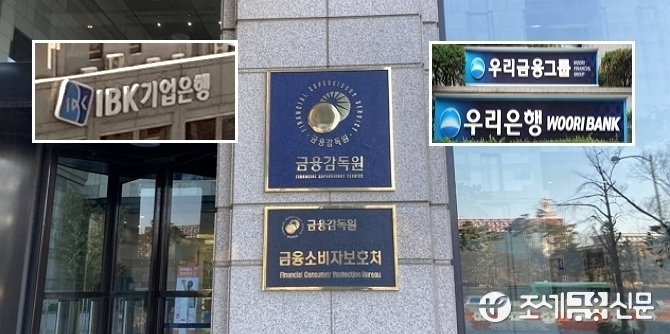 IBK기업은행
우리금융그룹
WOORI
FINANCIAL
GROUP
우리은행 WOORI BANK
FINANCIAL SUPERVISORY SERVICE
금융감독원
금융감독원
FINANCIAL SUPERVISORY SERVICE
금융감독원
금융소비자보호처
Financial Consumer Protection Bureau
조세금융신문